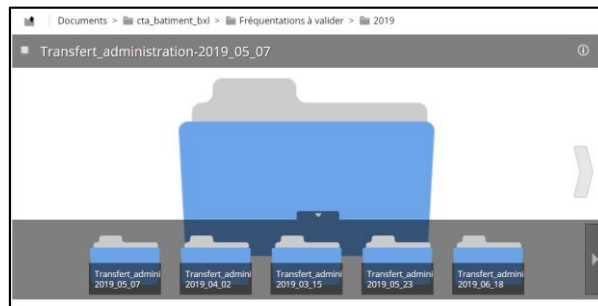 Documents > cta_batiment_bxl > Fréquentations à valider > 2019
Transfert_administration-2019_05_07
Transfert_admini
2019_05_07
Transfert_admini
2019_04_02
Transfert_admini
2019_03_15
Transfert_admini
2019_05_23
Transfert_admini
2019_06_18